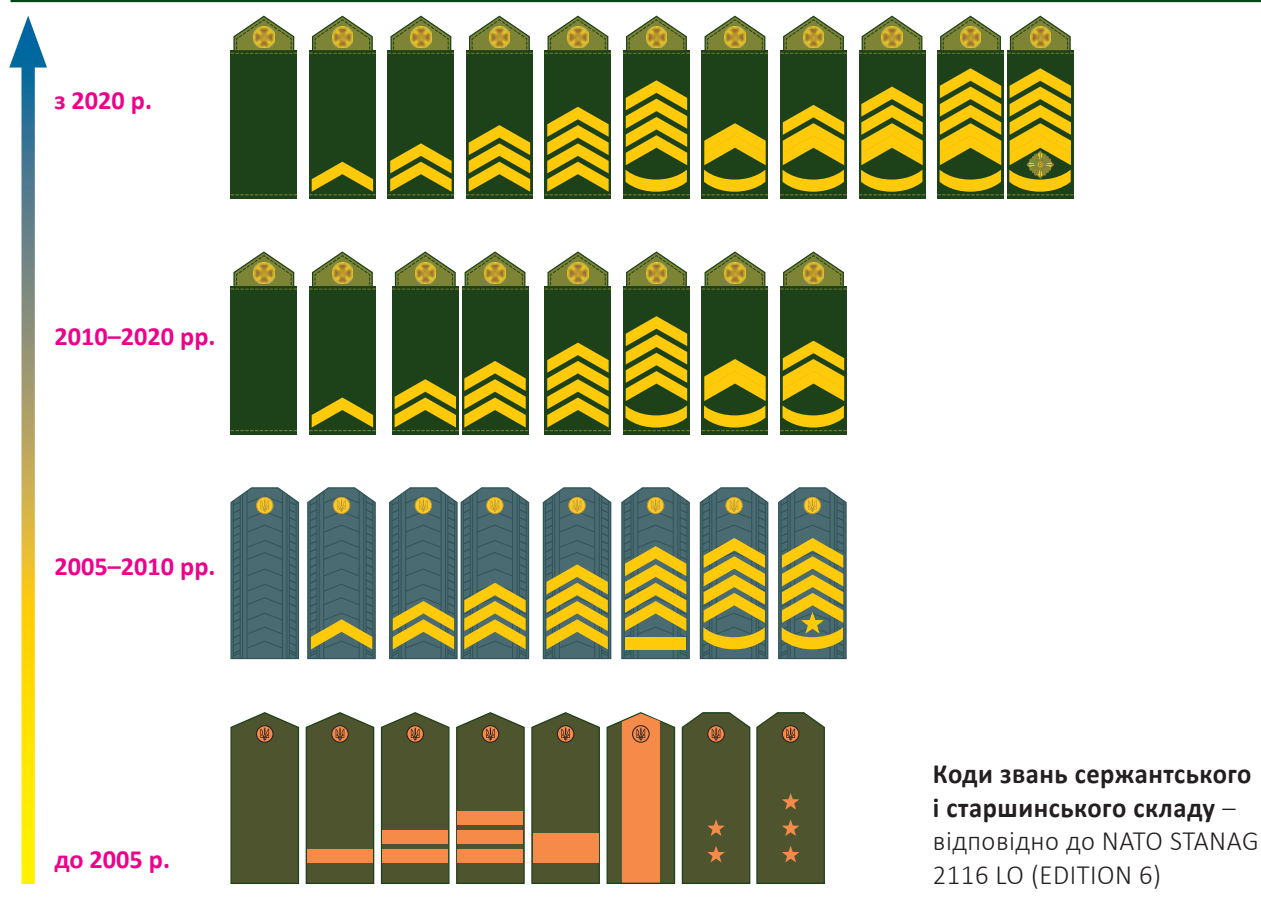 з 2020 р.
2010–2020 рр.
2005–2010 рр.
до 2005 р.
Коди звань сержантського
і старшинського складу –
відповідно до NATO STANAG
2116 LO (EDITION 6)